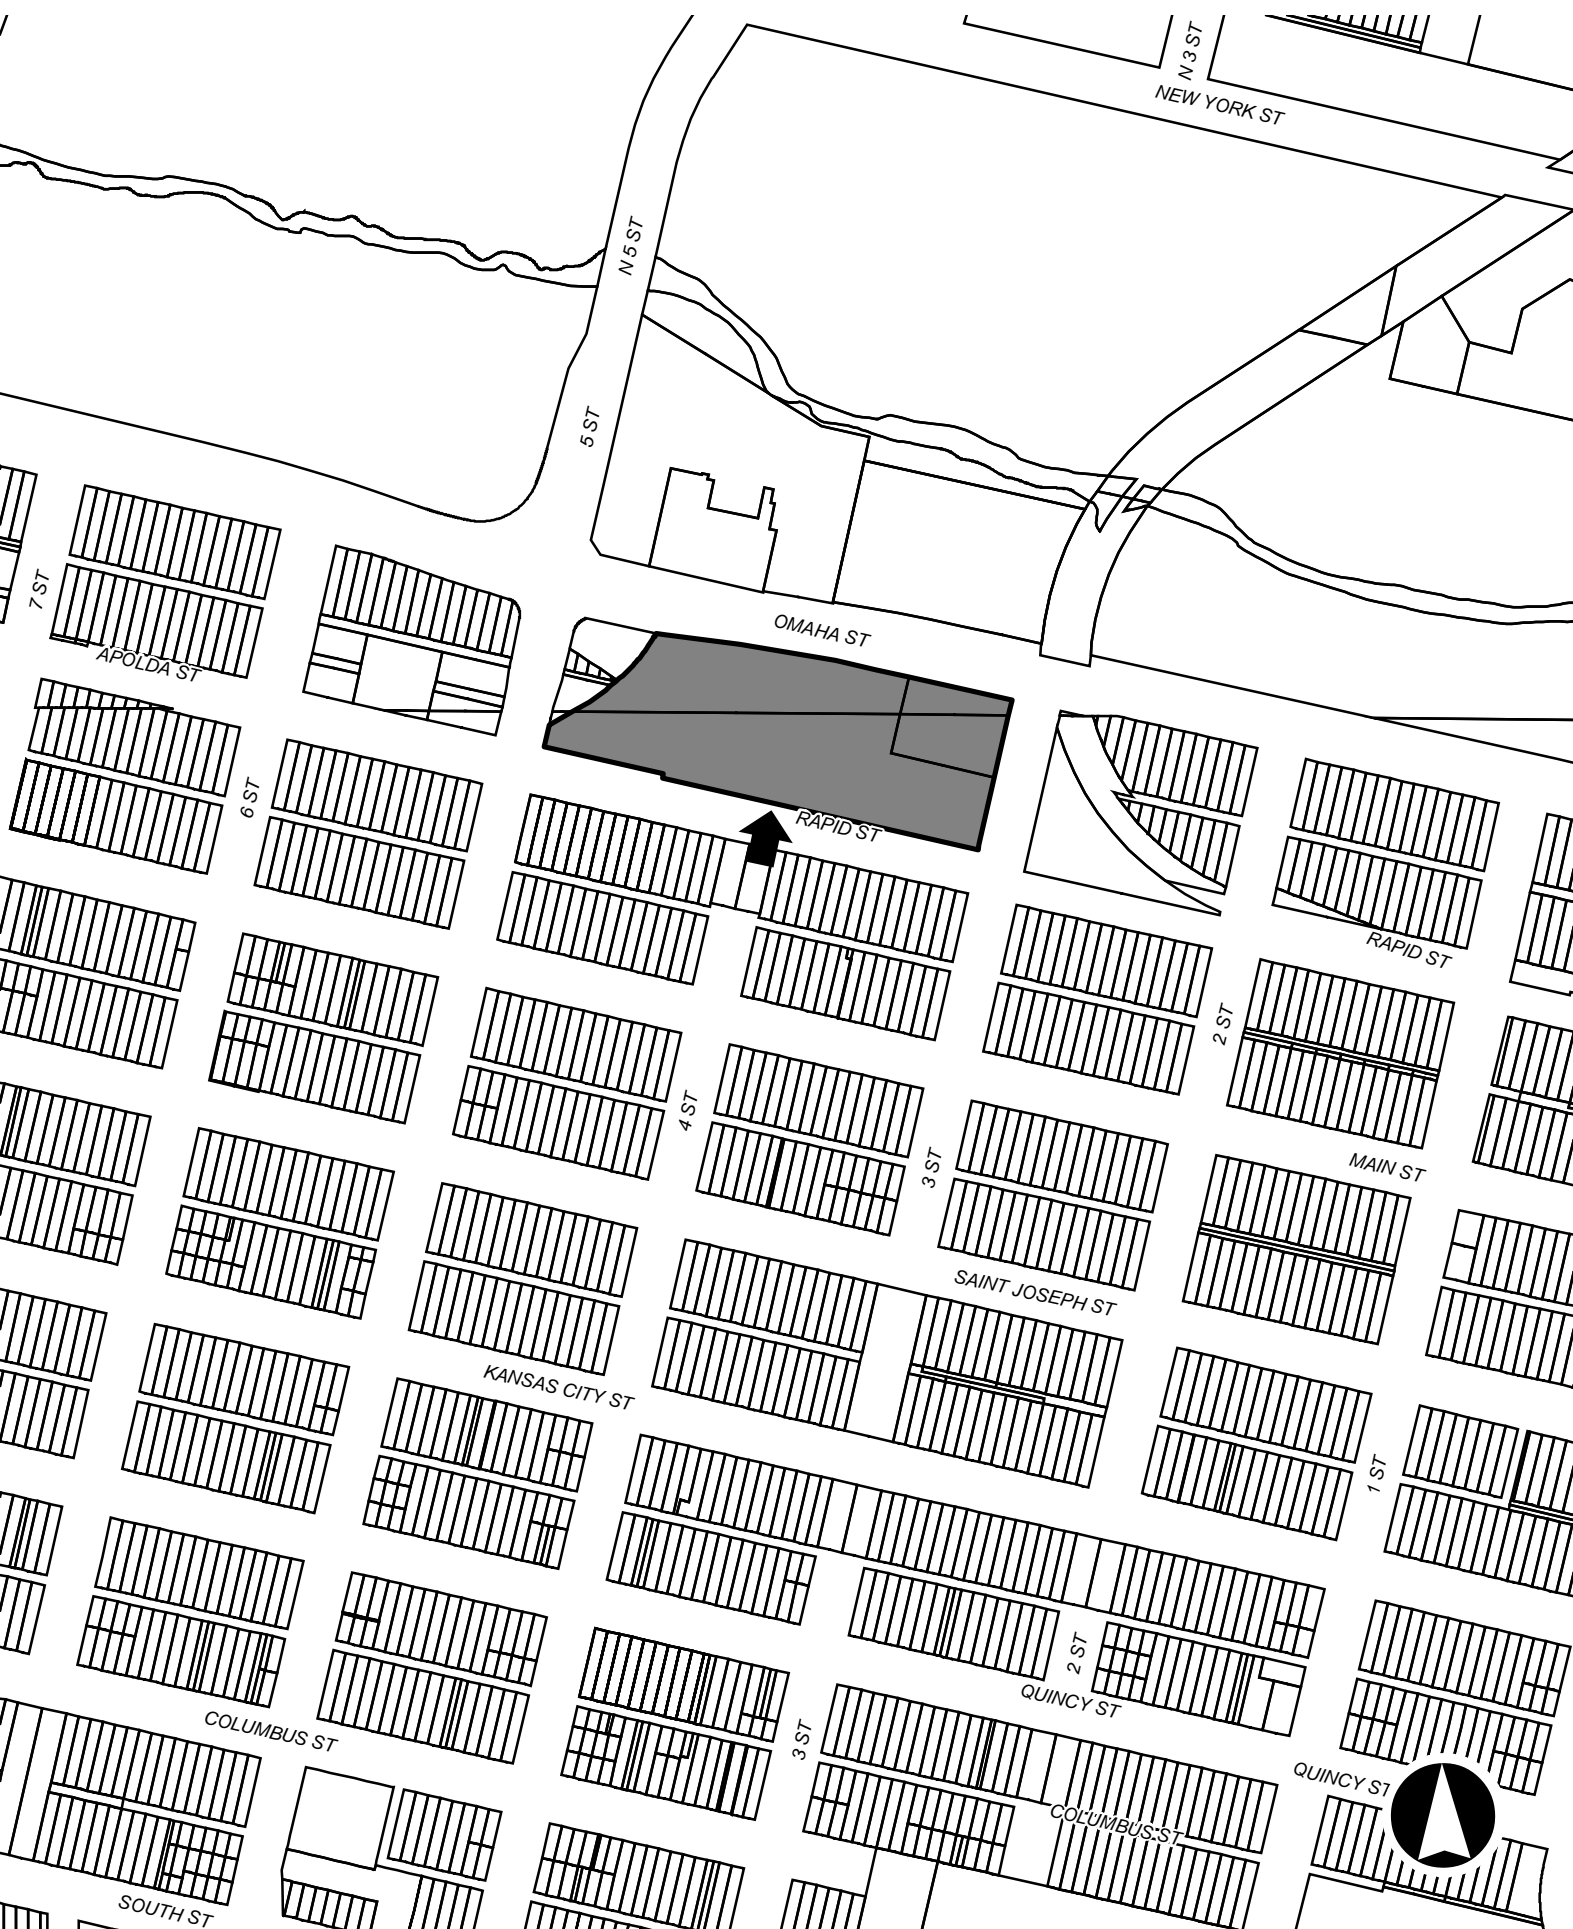 N 3 ST
NEW YORK ST
N 5 ST
5 ST
7 ST
OMAHA ST
APOLDA ST
6 ST
RAPID ST
RAPID ST
2 ST
4 ST
3 ST
MAIN ST
SAINT JOSEPH ST
KANSAS CITY ST
1 ST
2 ST
QUINCY ST
COLUMBUS ST
3 ST
QUINCY ST
COLUMBUS ST
SOUTH ST